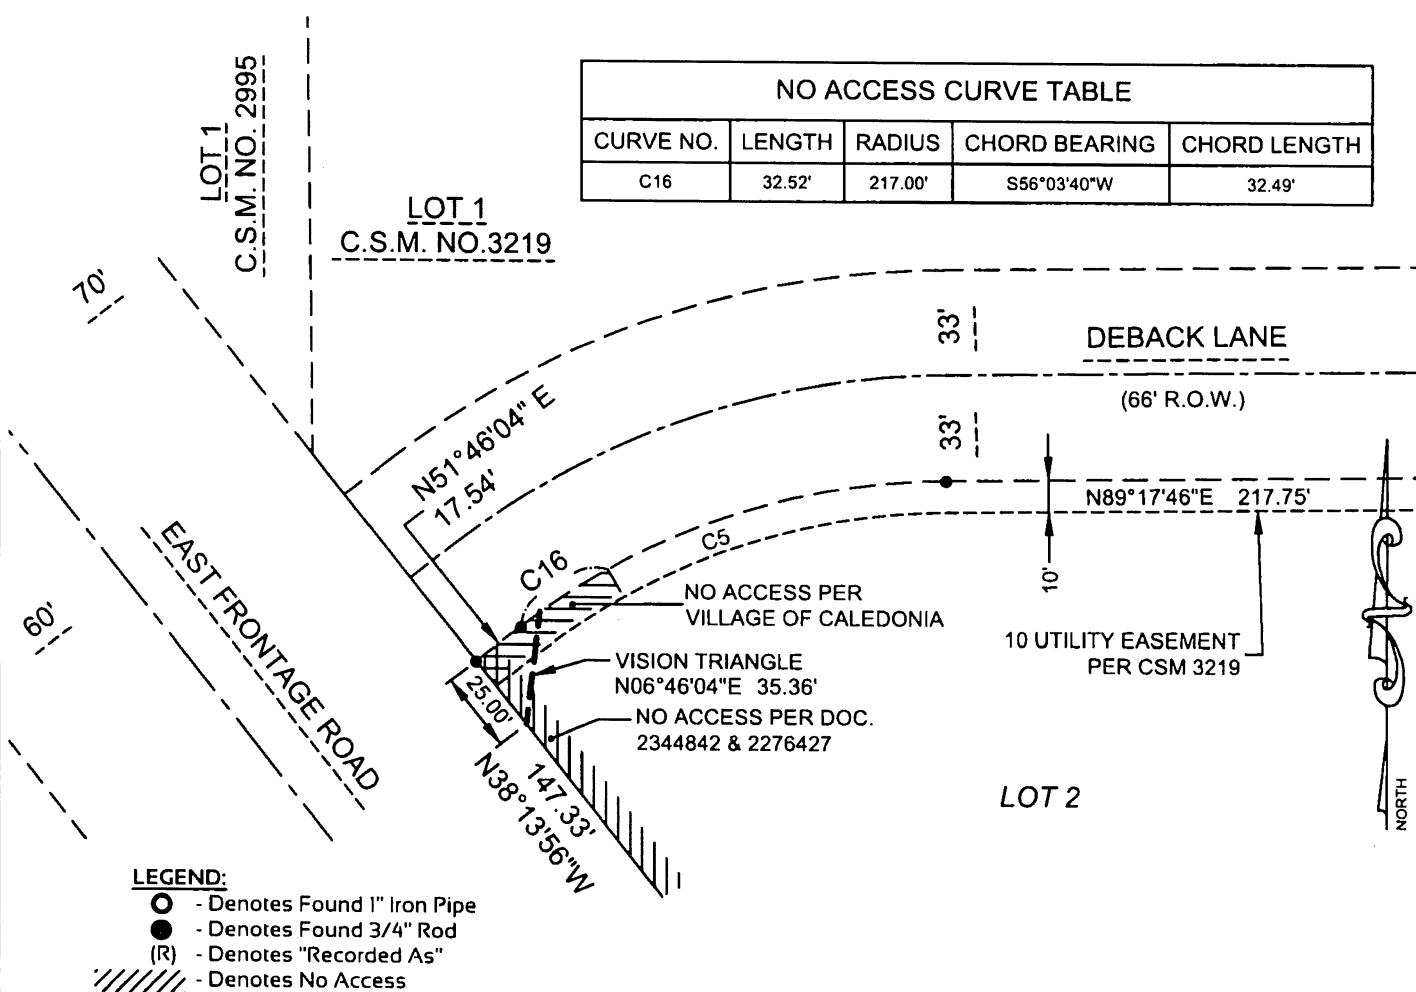 NO ACCESS CURVE TABLE
CURVE NO. LENGTH RADIUS CHORD BEARING CHORD LENGTH
C16 32.52' 217.00' S56°03'40"W 32.49'
LOT 1
C.S.M. NO. 2995
LOT 1
C.S.M. NO.3219
70'
33'
DEBACK LANE
(66' R.O.W.)
33'
N51°46'04" E
17.54'
N89°17'46"E 217.75'
C5
C16
10'
NO ACCESS PER
VILLAGE OF CALEDONIA
10 UTILITY EASEMENT
PER CSM 3219
EAST FRONTAGE ROAD
60'
VISION TRIANGLE
N06°46'04"E 35.36'
25.00'
NO ACCESS PER DOC.
2344842 & 2276427
147.33'
N38°13'56"W
LOT 2
NORTH
LEGEND:
- Denotes Found 1" Iron Pipe
- Denotes Found 3/4" Rod
(R) - Denotes "Recorded As"
- Denotes No Access